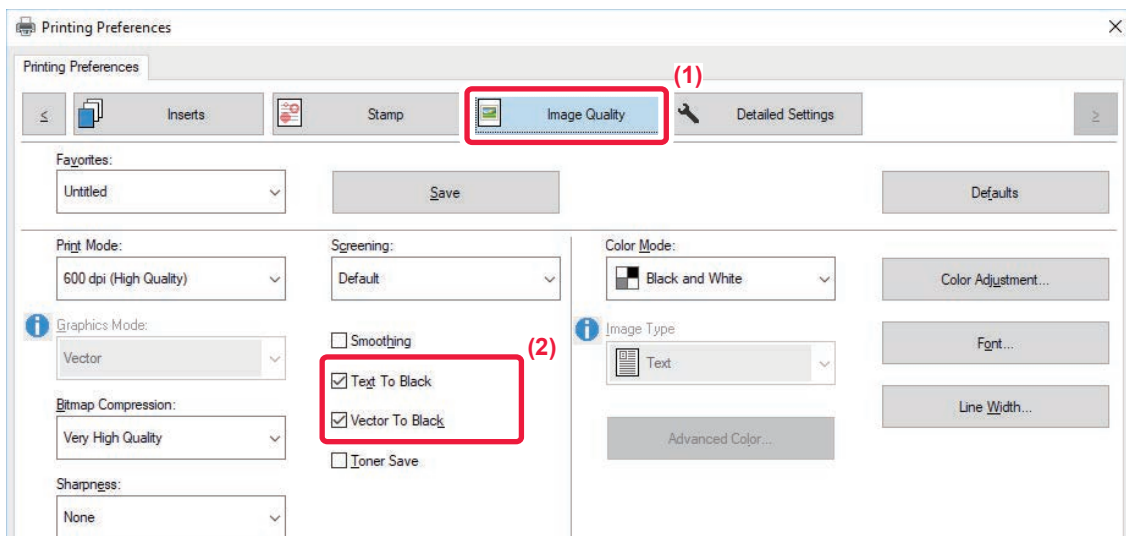 Printing Preferences
Printing Preferences
(1)
<
Inserts
Stamp
Image Quality
Detailed Settings
>
Favorites:
Untitled
Save
Defaults
Print Mode:
Screening:
Color Mode:
600 dpi (High Quality)
Default
Black and White
Color Adjustment...
Graphics Mode:
Smoothing
(2)
Image Type
Vector
Text To Black
Text
Font...
Bitmap Compression:
Vector To Black
Line Width...
Very High Quality
Toner Save
Advanced Color...
Sharpness:
None